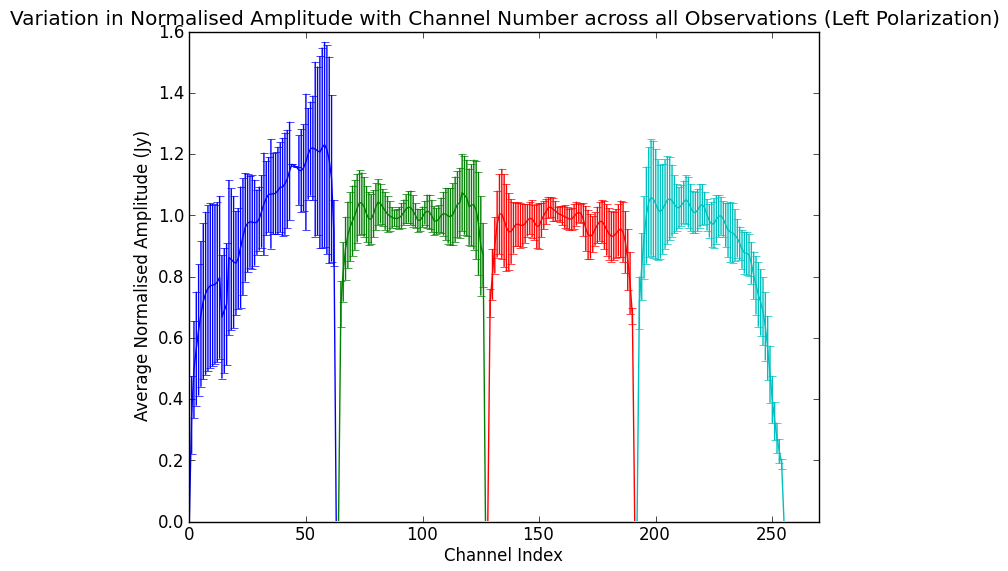 Variation in Normalised Amplitude with Channel Number across all Observations (Left Polarization)
Average Normalised Amplitude (Jy)
1.6
1.4
1.2
1.0
0.8
0.6
0.4
0.2
0.0
0 50 100 150 200 250
Channel Index